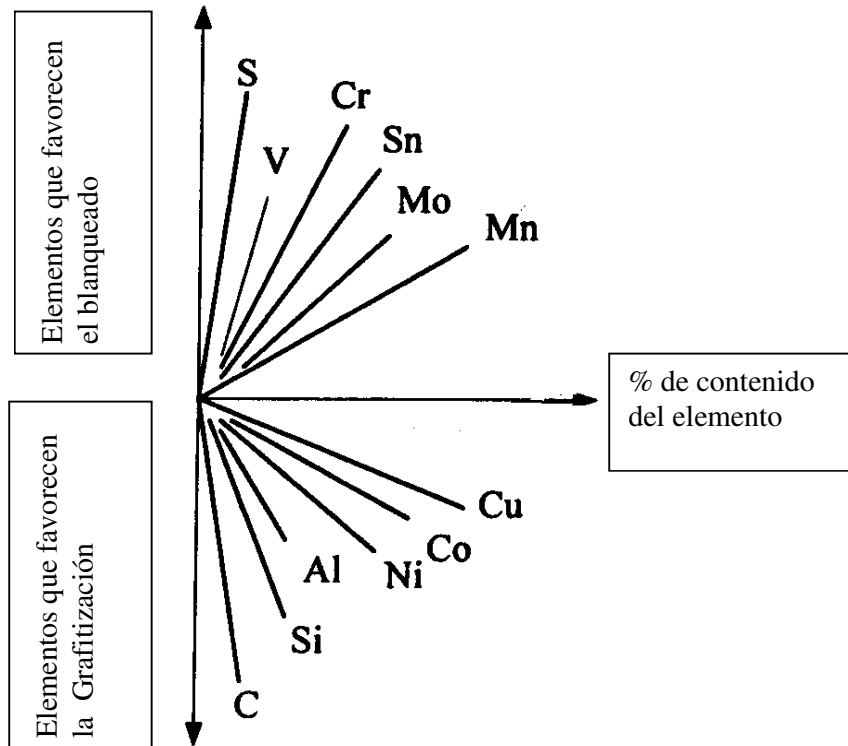 Elementos que favorecen
el blanqueado
S
V
Cr
Sn
Mo
Mn
% de contenido
del elemento
Elementos que favorecen
la Grafitización
Cu
Co
Ni
Al
Si
C